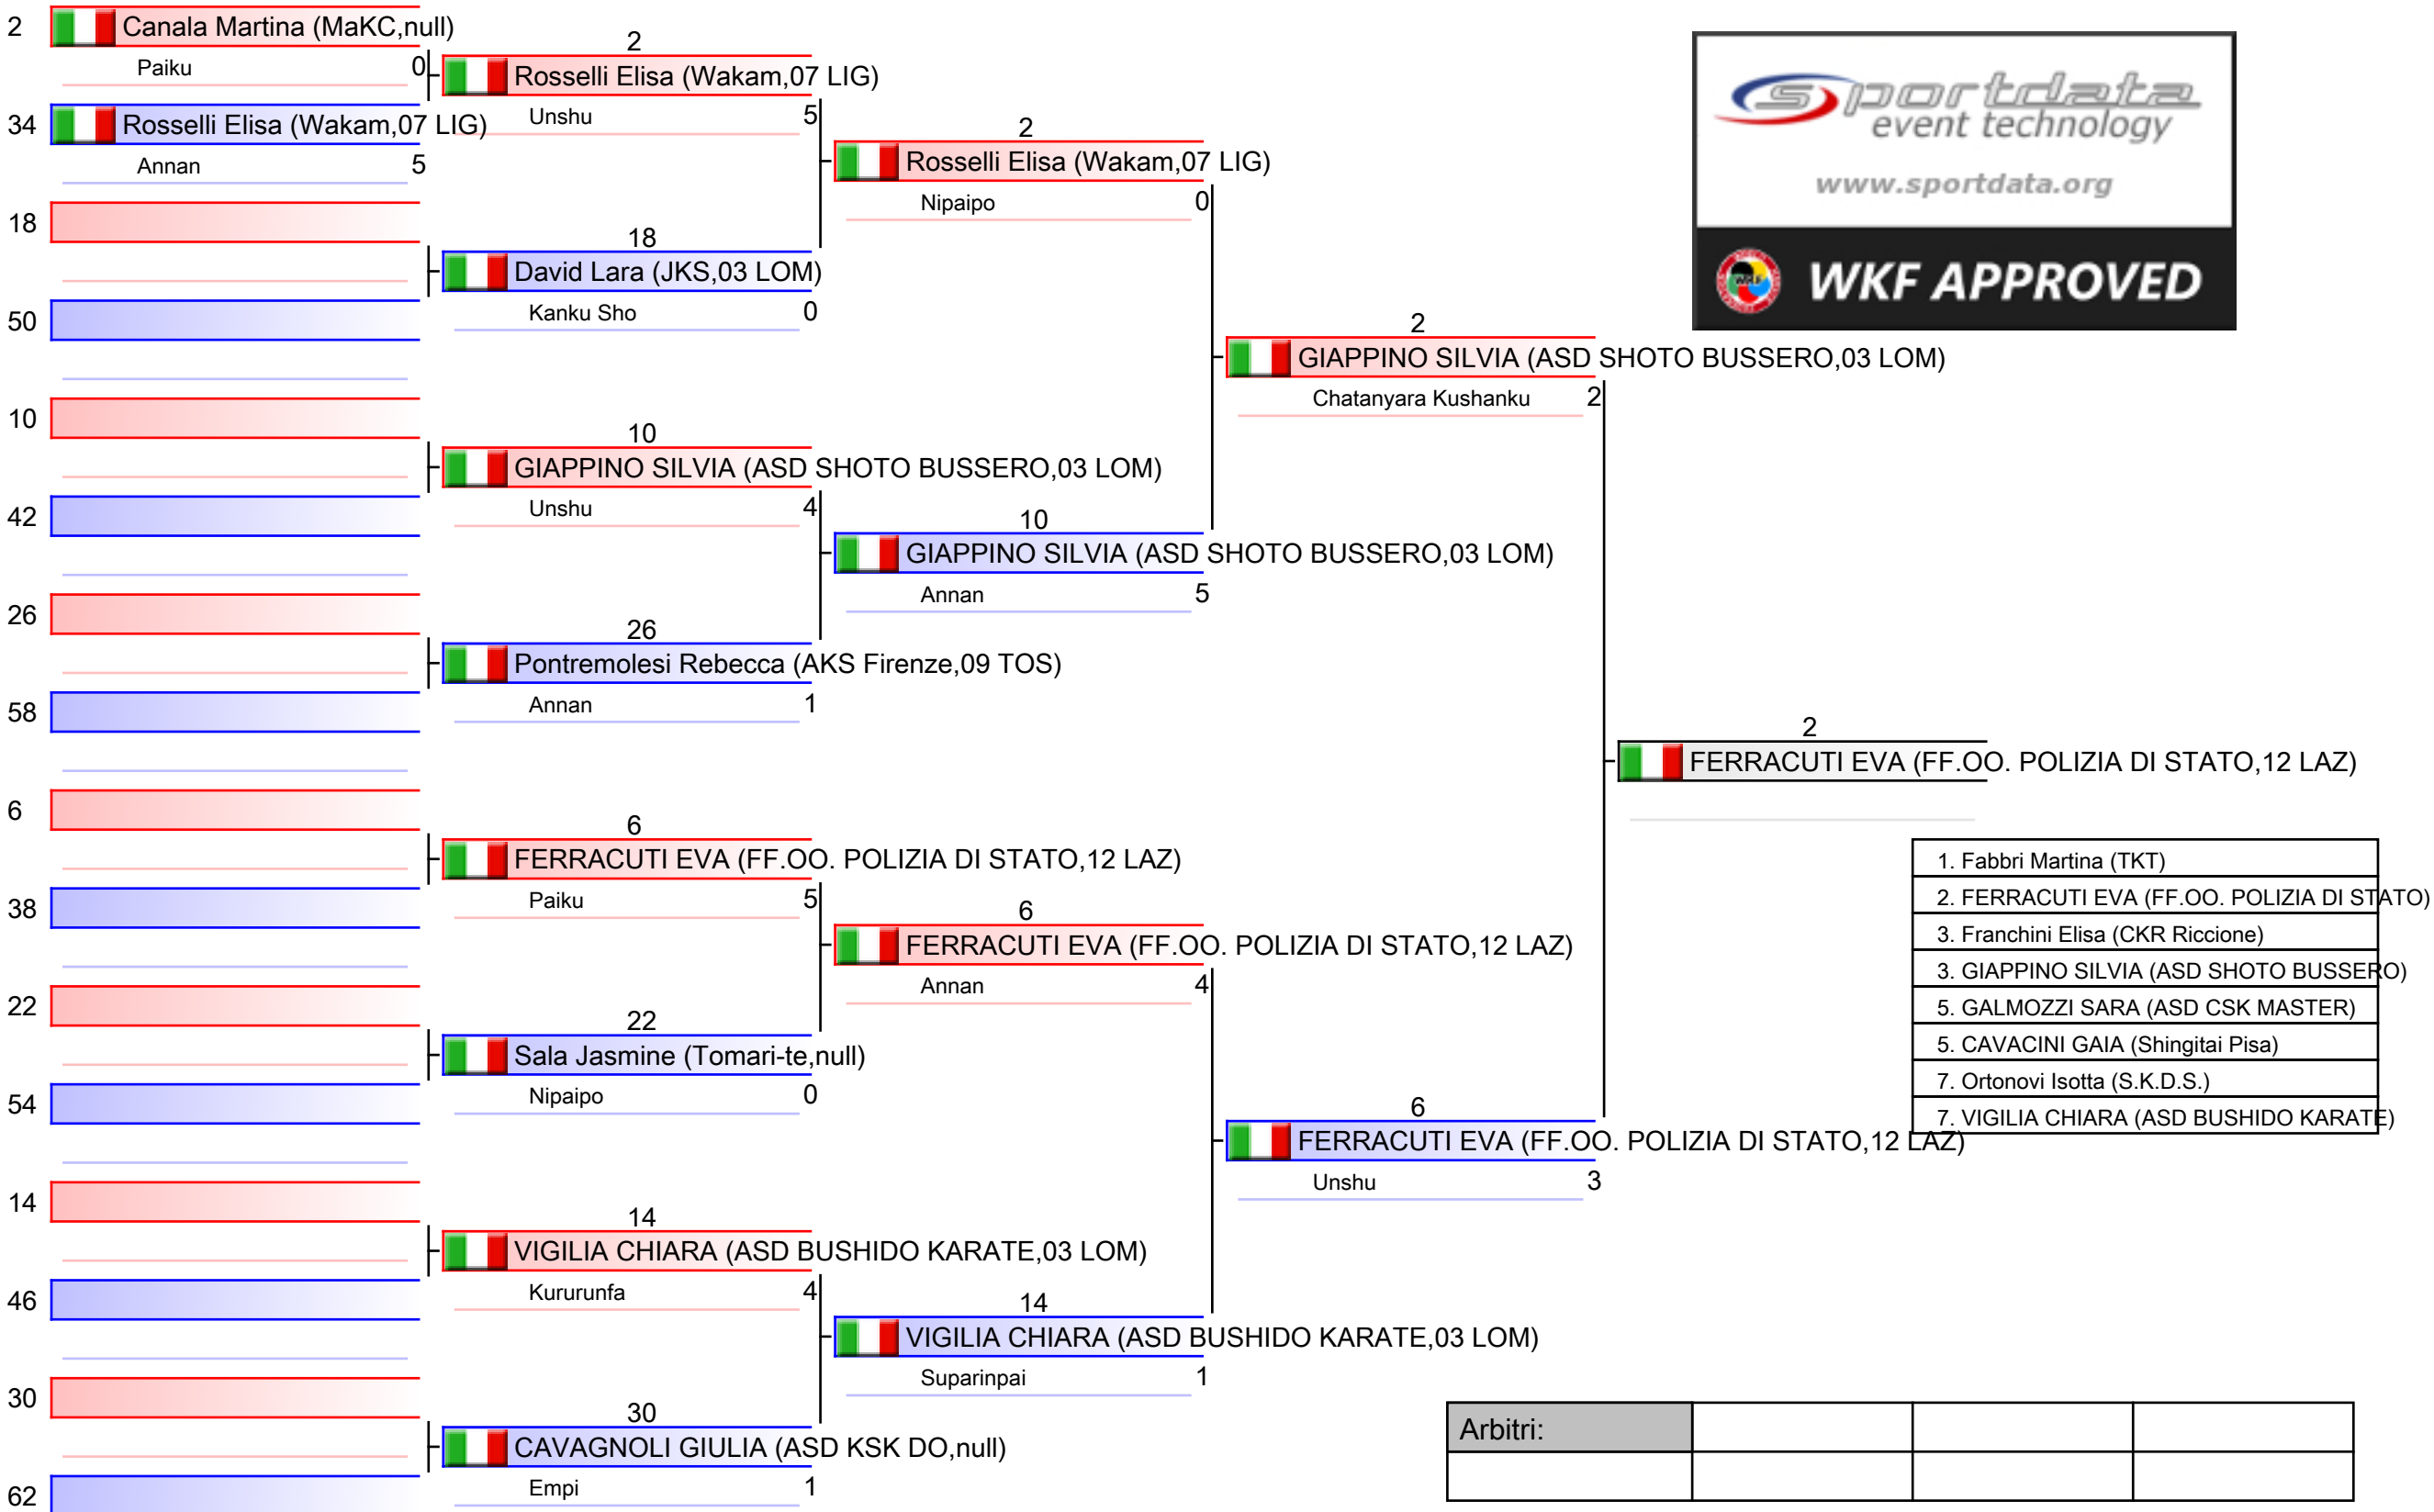 2 Canala Martina (MaKC,null)
Paiku 0
34 Rosselli Elisa (Wakam,07 LIG)
Annan 5
18
50
10
42
26
58
6
38
22
54
14
46
30
62
2
Rosselli Elisa (Wakam,07 LIG)
Unshu 5
18
David Lara (JKS,03 LOM)
Kanku Sho 0
10
GIAPPINO SILVIA (ASD SHOTO BUSSERO,03 LOM)
Unshu 4
26
Pontremolesi Rebecca (AKS Firenze,09 TOS)
Annan 1
6
FERRACUTI EVA (FF.OO. POLIZIA DI STATO,12 LAZ)
Paiku 5
22
Sala Jasmine (Tomari-te,null)
Nipaipo 0
14
VIGILIA CHIARA (ASD BUSHIDO KARATE,03 LOM)
Kururunfa 4
30
CAVAGNOLI GIULIA (ASD KSK DO,null)
Empi 1
2
Rosselli Elisa (Wakam,07 LIG)
Nipaipo 0
10
GIAPPINO SILVIA (ASD SHOTO BUSSERO,03 LOM)
Annan 5
6
FERRACUTI EVA (FF.OO. POLIZIA DI STATO,12 LAZ)
Annan 4
14
VIGILIA CHIARA (ASD BUSHIDO KARATE,03 LOM)
Suparinpai 1
2
GIAPPINO SILVIA (ASD SHOTO BUSSERO,03 LOM)
Chatanyara Kushanku 2
6
FERRACUTI EVA (FF.OO. POLIZIA DI STATO,12 LAZ)
Unshu 3
2
FERRACUTI EVA (FF.OO. POLIZIA DI STATO,12 LAZ)
sportdata
event technology
www.sportdata.org
WKF
WKF APPROVED
1. Fabbri Martina (TKT)
2. FERRACUTI EVA (FF.OO. POLIZIA DI STATO)
3. Franchini Elisa (CKR Riccione)
3. GIAPPINO SILVIA (ASD SHOTO BUSSERO)
5. GALMOZZI SARA (ASD CSK MASTER)
5. CAVACINI GAIA (Shingitai Pisa)
7. Ortonovi Isotta (S.K.D.S.)
7. VIGILIA CHIARA (ASD BUSHIDO KARATE)
Arbitri: